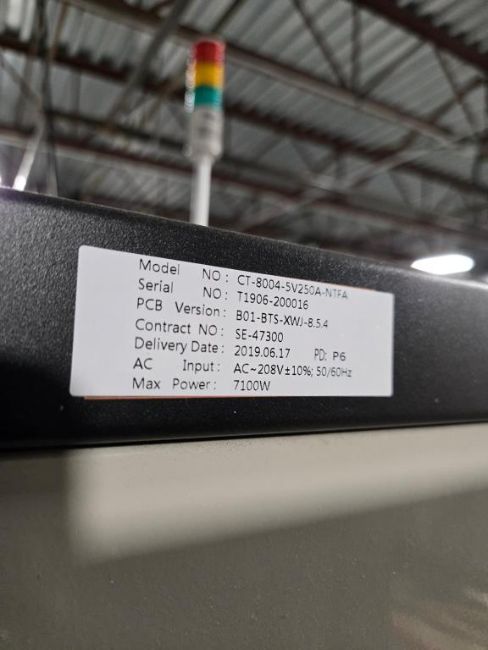 Model NO: CT-8004-5V250A-NTFA
Serial NO: T1906-200016
PCB Version: B01-BTS-XWJ-8.5.4
Contract NO: SE-47300
Delivery Date: 2019.06.17 PD: P6
AC Input: AC~208V±10%; 50/60Hz
Max Power: 7100W